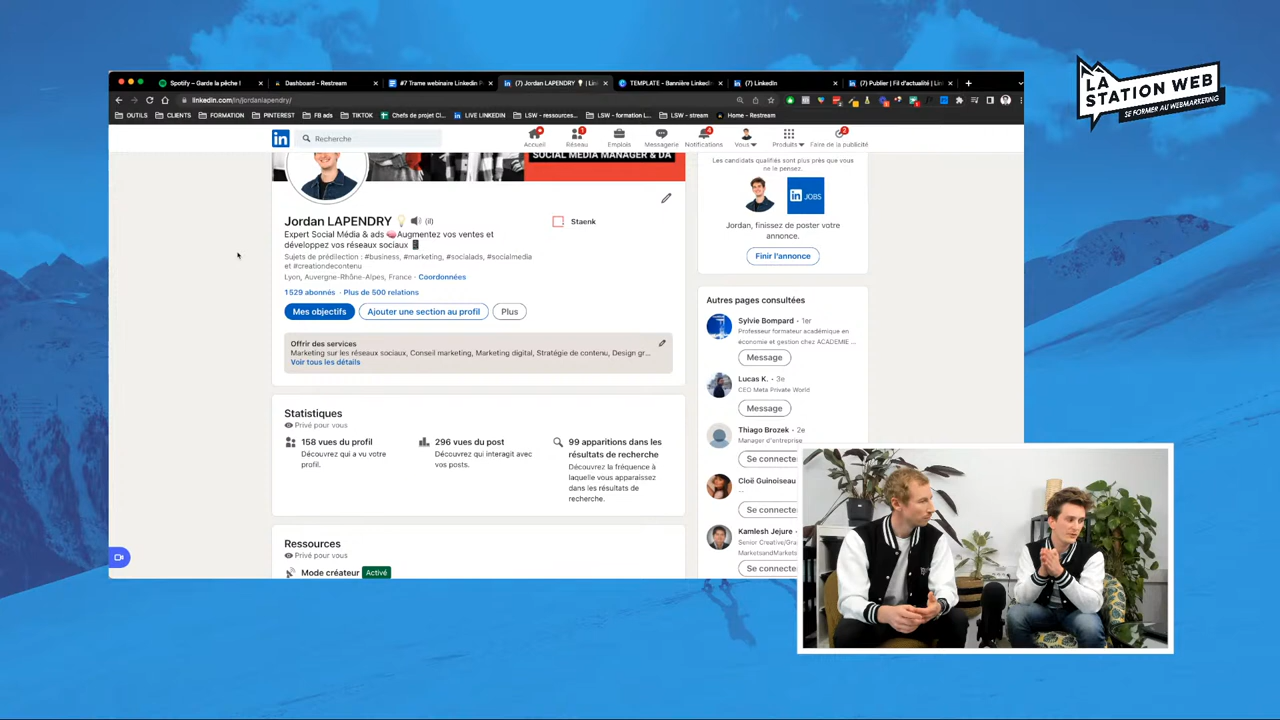 LA
STATION WEB
SE FORMER AU WEBMARKETING
Spotify – Garde la pêche !
Dashboard - Restream
#7 Trame webinaire Linkedin P
(7) Jordan LAPENDRY | Lin
TEMPLATE - Bannière Linkedin
(7) LinkedIn
(7) Publier | Fil d'actualité | Lin
linkedin.com/in/jordanlapendry/
OUTILS
CLIENTS
FORMATION
PINTEREST
FB ads
TIKTOK
Chefs de projet Cl...
LIVE LINKEDIN
LSW - ressources...
LSW - formation L...
LSW - stream
Home - Restream
Recherche
Accueil
Réseau
Emplois
Messagerie
Notifications
Vous
Produits
Faire de la publicité
1
4
2
SOCIAL MEDIA MANAGER & DA
Jordan LAPENDRY (il)
Staenk
Expert Social Média & ads Augmentez vos ventes et
développez vos réseaux sociaux
Sujets de prédilection : #business, #marketing, #socialads, #socialmedia
et #creationdecontenu
Lyon, Auvergne-Rhône-Alpes, France · Coordonnées
1 529 abonnés · Plus de 500 relations
Mes objectifs
Ajouter une section au profil
Plus
Offrir des services
Marketing sur les réseaux sociaux, Conseil marketing, Marketing digital, Stratégie de contenu, Design gr...
Voir tous les détails
Statistiques
Privé pour vous
158 vues du profil
Découvrez qui a vu votre
profil.
296 vues du post
Découvrez qui interagit avec
vos posts.
99 apparitions dans les
résultats de recherche
Découvrez la fréquence à
laquelle vous apparaissez
dans les résultats de
recherche.
Ressources
Privé pour vous
Mode créateur Activé
Les candidats qualifiés sont plus près que vous
ne le pensez.
in JOBS
Jordan, finissez de poster votre
annonce.
Finir l'annonce
Autres pages consultées
Sylvie Bompard · 1er
Professeur formateur académique en
économie et gestion chez ACADEMIE ...
Message
Lucas K. · 3e
CEO Meta Private World
Message
Thiago Brozek · 2e
Manager d'entreprise
Se connecte
Cloë Guinoiseau
...
Se connecte
Kamlesh Jejure ·
Senior Creative/Gra
MarketsandMarkets
Se connecte